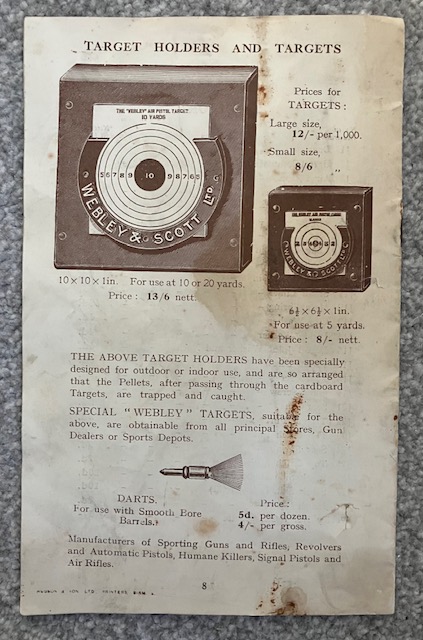 TARGET HOLDERS AND TARGETS
THE "WEBLEY" AIR PISTOL TARGET
10 YARDS
5 6 7 8 9 10 9 8 7 6 5
WEBLEY & SCOTT LTD
Prices for
TARGETS:
Large size,
12/- per 1,000.
Small size,
8/6 "
WEBLEY & SCOTT LTD
10 × 10 × 1in. For use at 10 or 20 yards.
Price: 13/6 nett.
6½ × 6½ × 1in.
For use at 5 yards.
Price: 8/- nett.
THE ABOVE TARGET HOLDERS have been specially
designed for outdoor or indoor use, and are so arranged
that the Pellets, after passing through the cardboard
Targets, are trapped and caught.
SPECIAL "WEBLEY" TARGETS, suitable for the
above, are obtainable from all principal Stores, Gun
Dealers or Sports Depots.
DARTS.
For use with Smooth Bore
Barrels.
Price:
5d. per dozen.
4/- per gross.
Manufacturers of Sporting Guns and Rifles, Revolvers
and Automatic Pistols, Humane Killers, Signal Pistols and
Air Rifles.
8
& SON LTD. PRINTERS